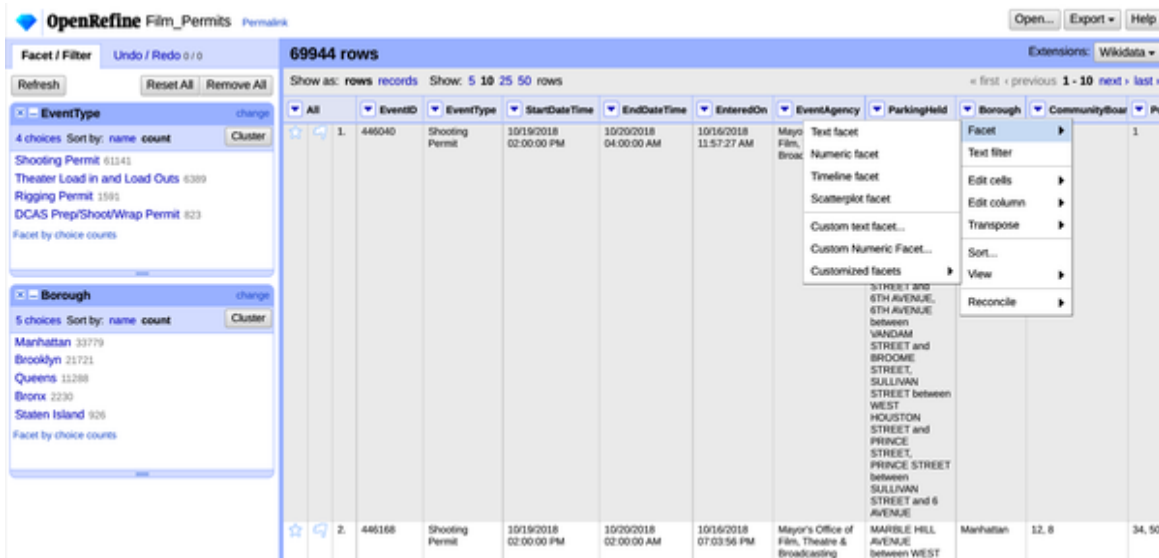 OpenRefine Film_Permits Permalink
Open... Export Help
Facet / Filter Undo / Redo 0 / 0
69944 rows
Extensions: Wikidata
Refresh Reset All Remove All
Show as: rows records Show: 5 10 25 50 rows
« first ‹ previous 1 - 10 next › last
EventType change
4 choices Sort by: name count Cluster
Shooting Permit 61141
Theater Load in and Load Outs 6389
Rigging Permit 1591
DCAS Prep/Shoot/Wrap Permit 823
Facet by choice counts
Borough change
5 choices Sort by: name count Cluster
Manhattan 33779
Brooklyn 21721
Queens 11288
Bronx 2230
Staten Island 926
Facet by choice counts
All EventID EventType StartDateTime EndDateTime EnteredOn EventAgency ParkingHeld Borough CommunityBoar
1. 446040 Shooting 10/19/2018 10/20/2018 10/16/2018 Mayo 1
Permit 02:00:00 PM 04:00:00 AM 11:57:27 AM Film,
Broad
Text facet
Numeric facet
Timeline facet
Scatterplot facet
Custom text facet...
Custom Numeric Facet...
Customized facets
Facet
Text filter
Edit cells
Edit column
Transpose
Sort...
View
Reconcile
STREET and
6TH AVENUE,
6TH AVENUE
between
VANDAM
STREET and
BROOME
STREET,
SULLIVAN
STREET between
WEST
HOUSTON
STREET and
PRINCE
STREET,
PRINCE STREET
between
SULLIVAN
STREET and 6
AVENUE
2. 446168 Shooting 10/19/2018 10/20/2018 10/16/2018 Mayor's Office of MARBLE HILL Manhattan 12, 8 34, 50
Permit 02:00:00 PM 02:00:00 AM 07:03:56 PM Film, Theatre & AVENUE
Broadcasting between WEST